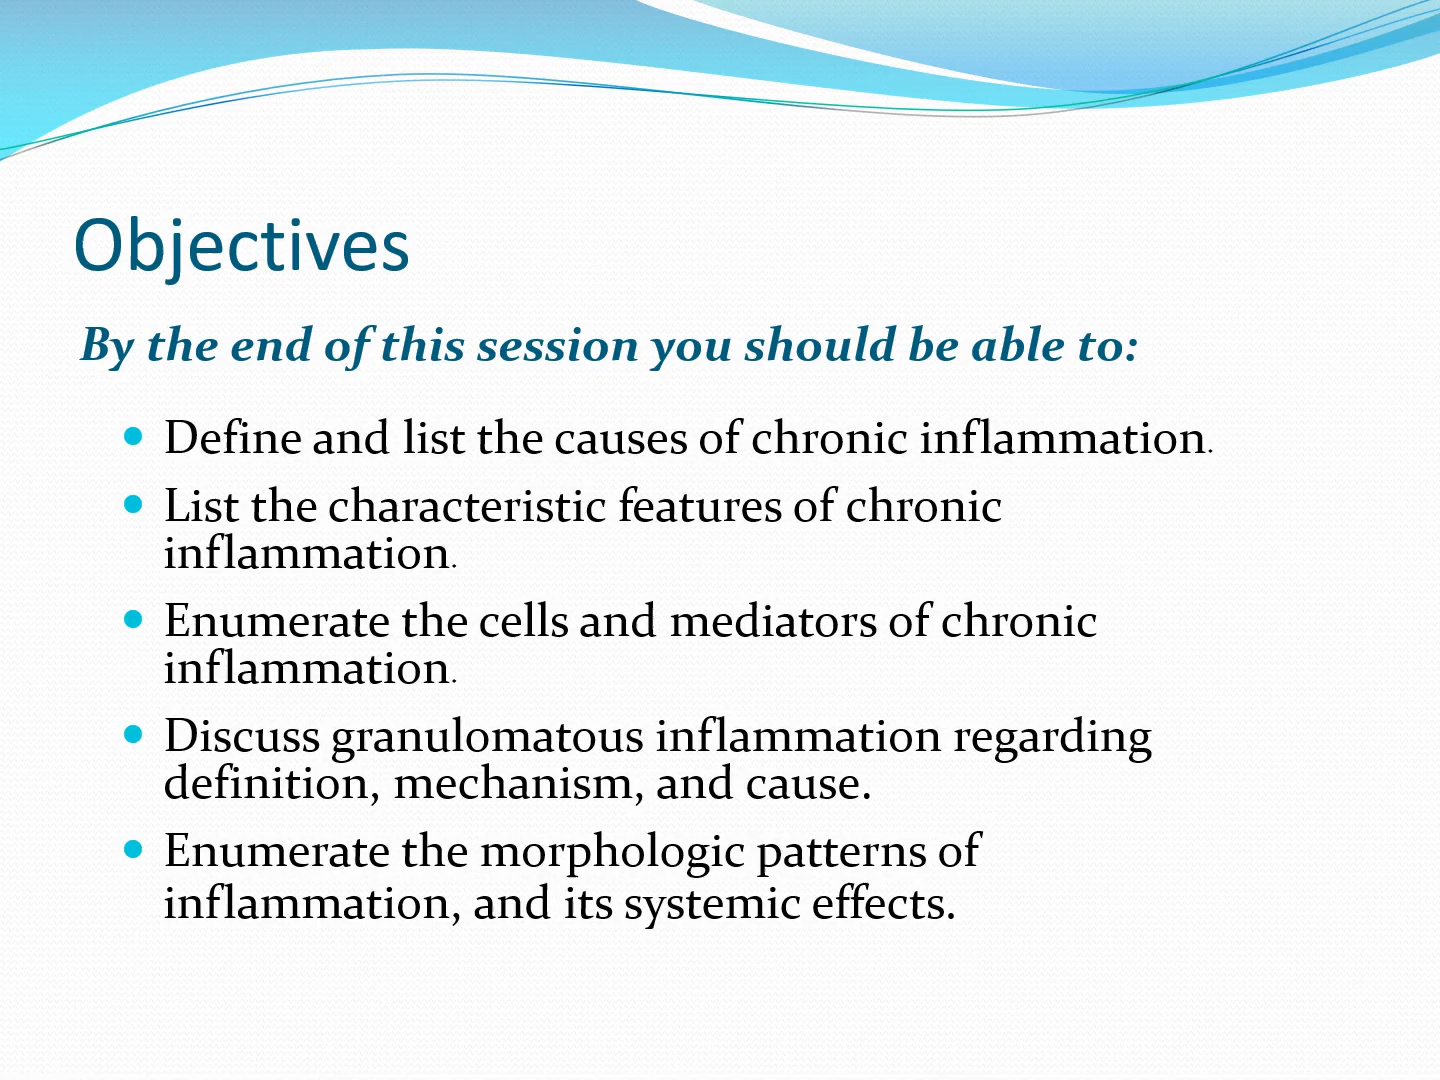 Objectives
By the end of this session you should be able to:
• Define and list the causes of chronic inflammation.
• List the characteristic features of chronic
inflammation.
• Enumerate the cells and mediators of chronic
inflammation.
• Discuss granulomatous inflammation regarding
definition, mechanism, and cause.
• Enumerate the morphologic patterns of
inflammation, and its systemic effects.